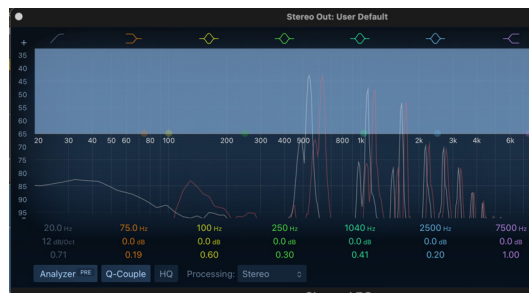 Stereo Out: User Default
+
35
40
45
50
55
60
65
20 30 40 50 60 80 100 200 300 400 500 800 1k 2k 3k 4k 6k
70
75
80
85
90
95
20.0 Hz 75.0 Hz 100 Hz 250 Hz 1040 Hz 2500 Hz 7500 Hz
12 dB/Oct 0.0 dB 0.0 dB 0.0 dB 0.0 dB 0.0 dB 0.0 dB
0.71 0.19 0.60 0.30 0.41 0.20 1.00
Analyzer PRE Q-Couple HQ Processing: Stereo